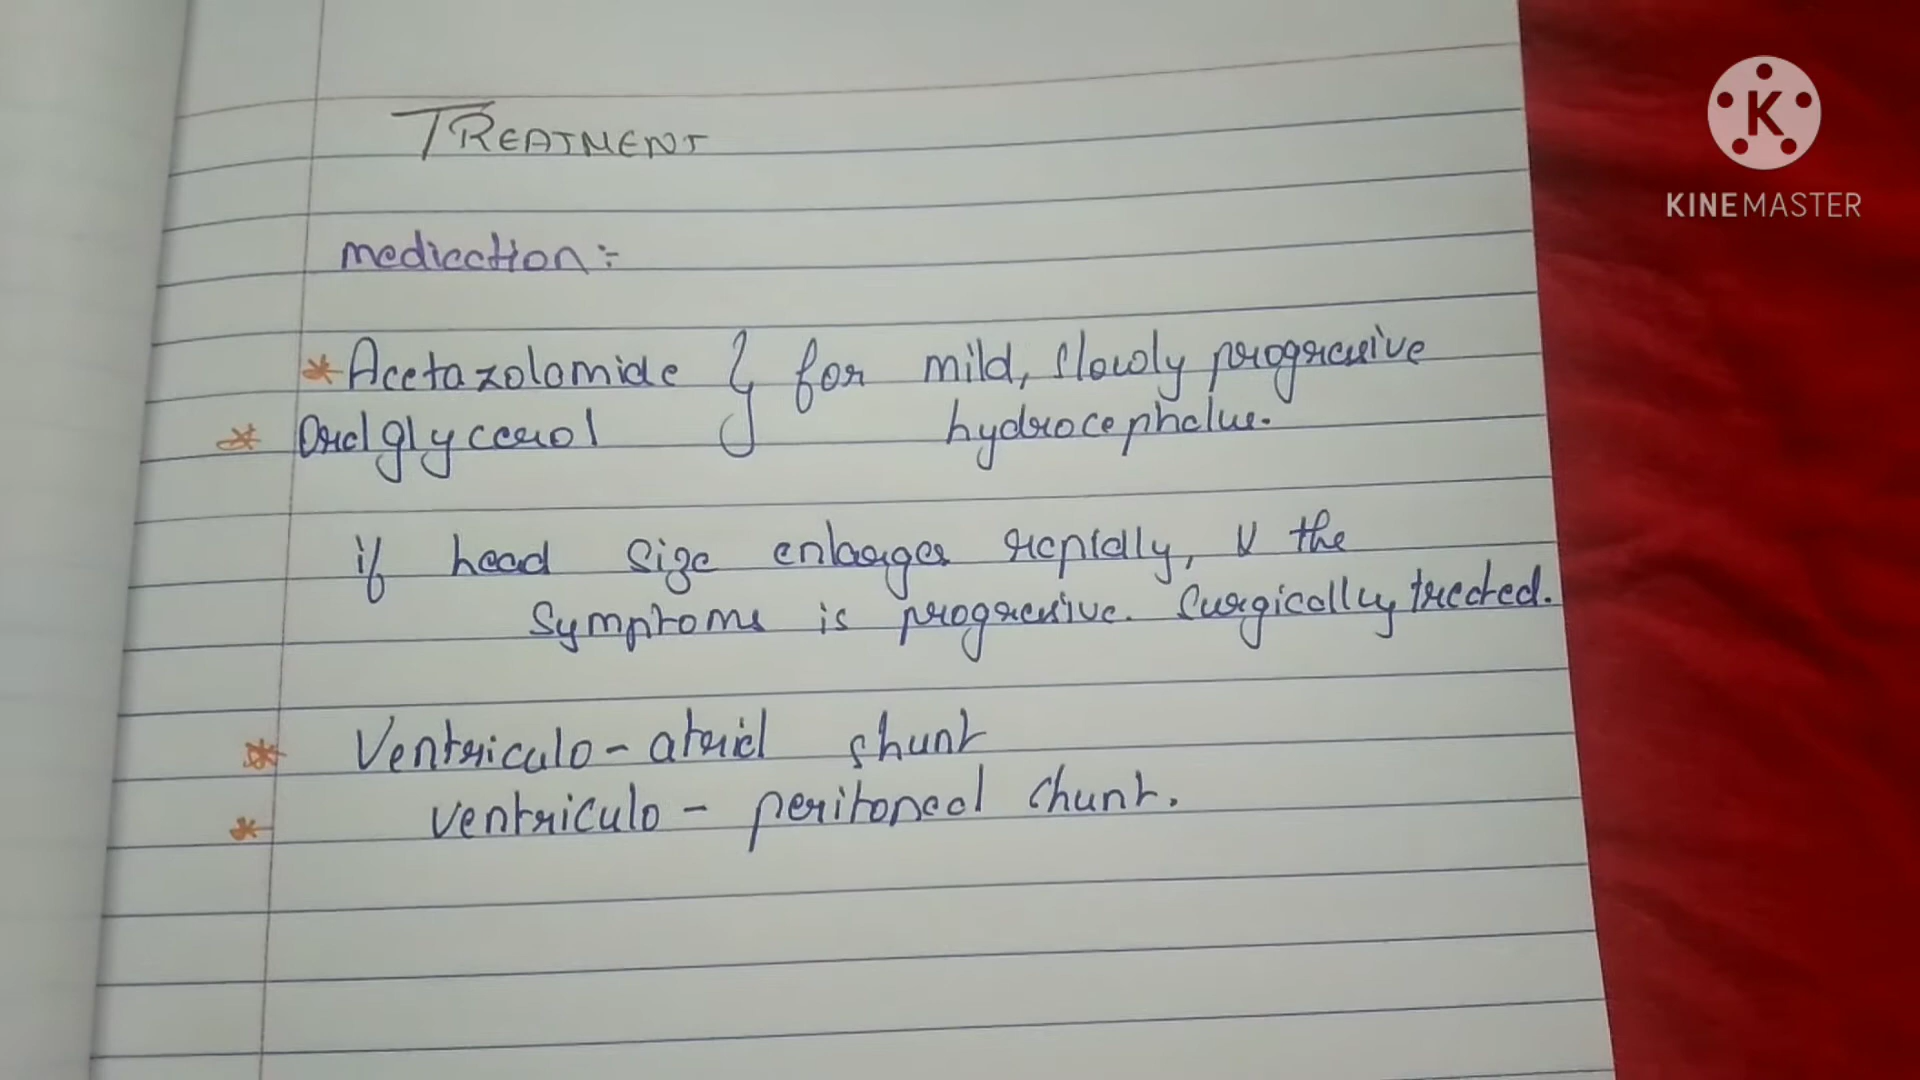 TREATMENT
medication :-
* Acetazolamide } for mild, slowly progressive
* Oral glycerol hydrocephalus.
if head size enlarges rapidly, & the
symptoms is progressive. Surgically treated.
* Ventriculo - atrial shunt
* ventriculo - peritoneal shunt.
K
KINEMASTER